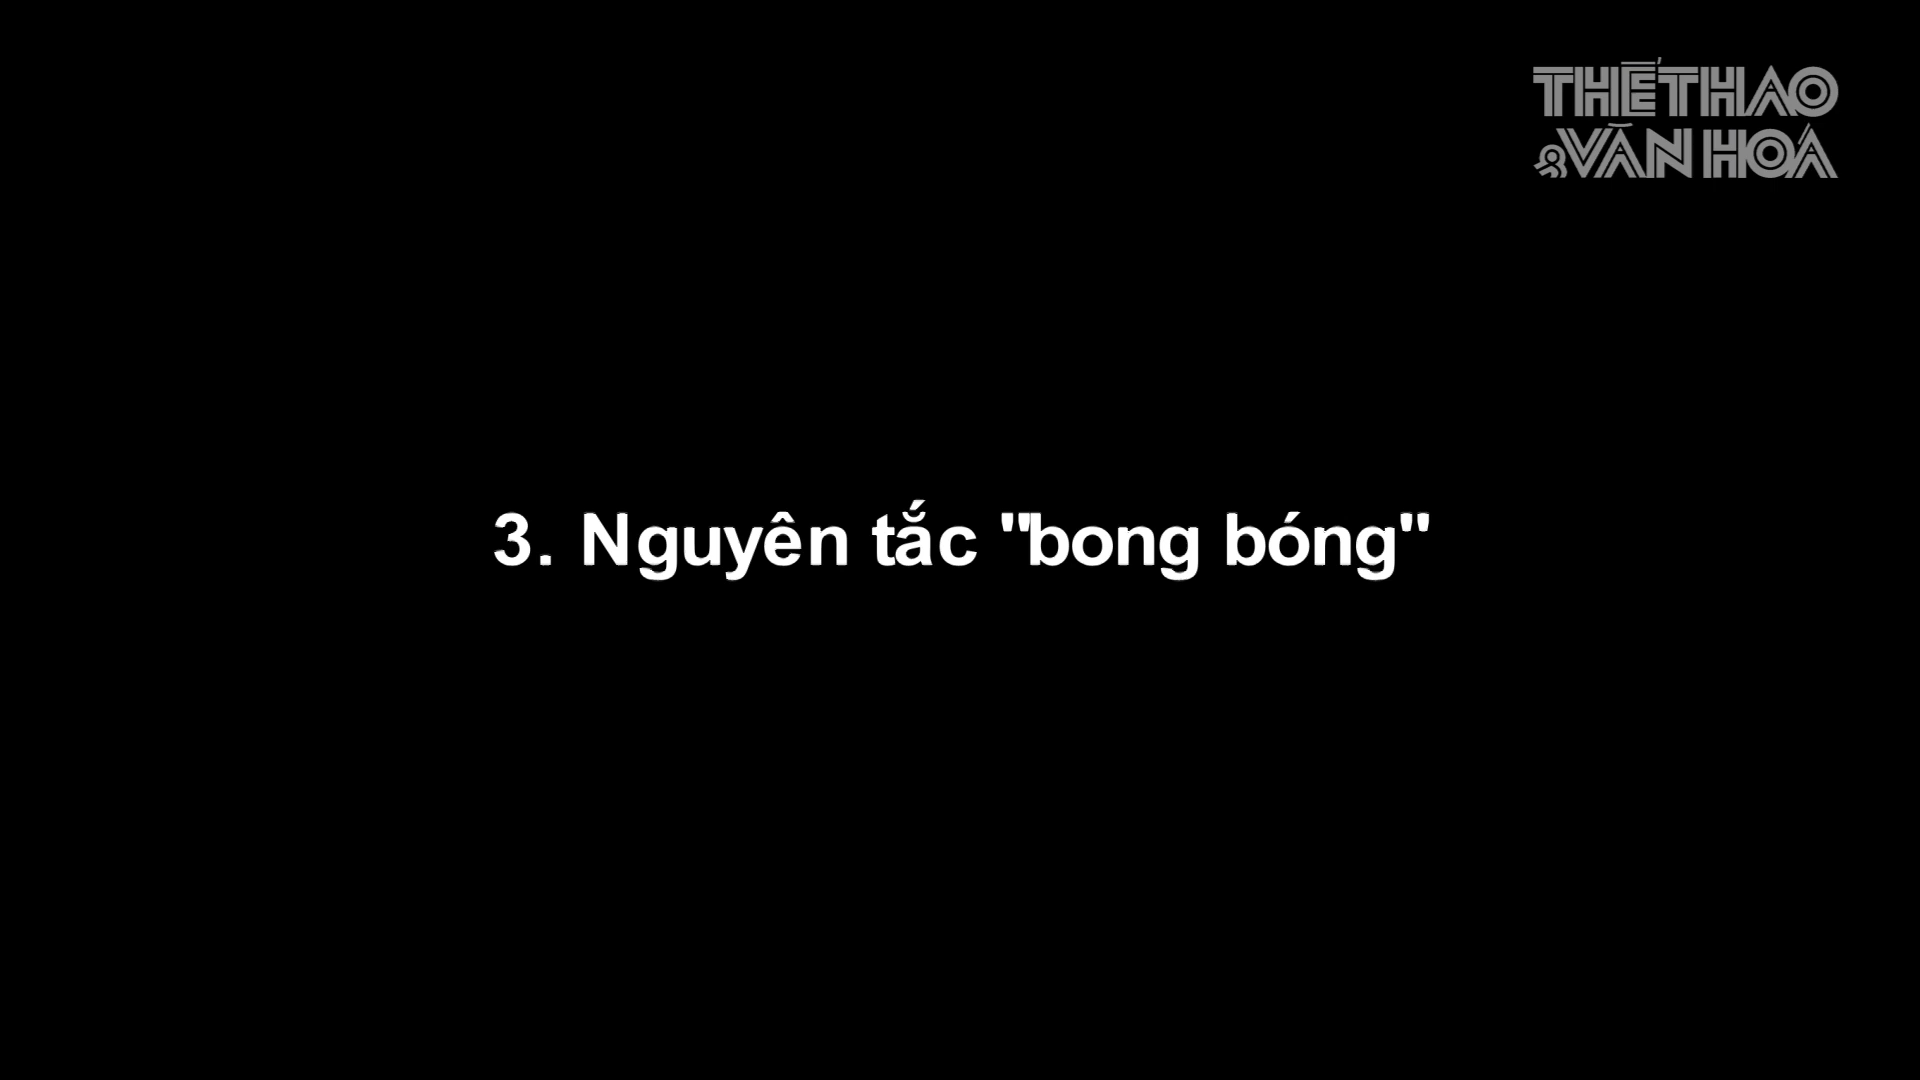 THỂ THAO
& VĂN HOÁ
3. Nguyên tắc "bong bóng"